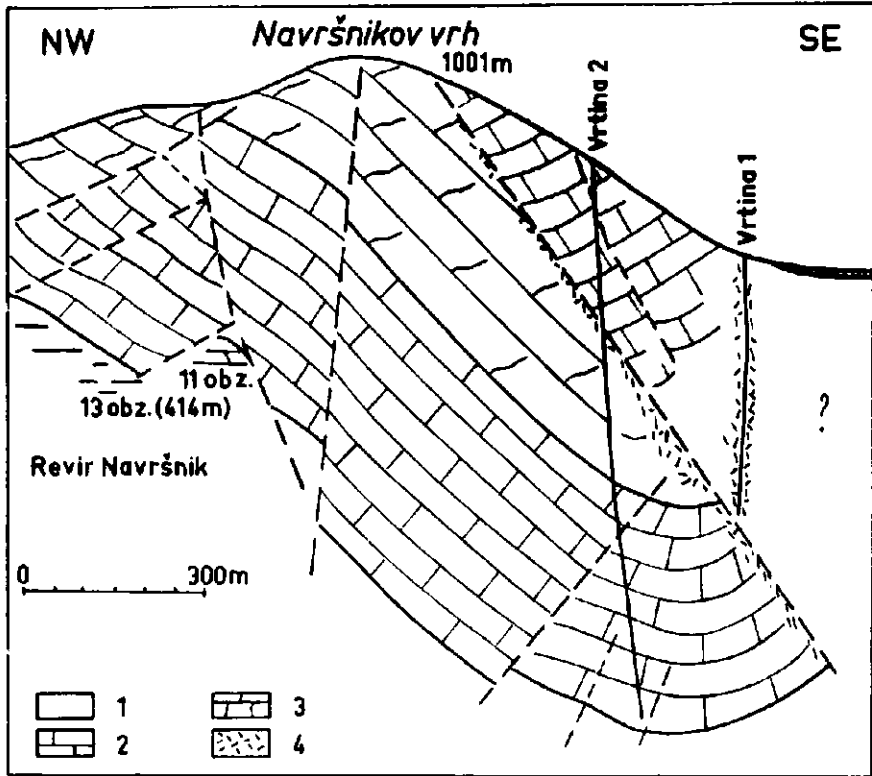 NW
Navršnikov vrh
SE
1001m
Vrtina 2
Vrtina 1
11 obz.
13 obz. (414 m)
?
Revir Navršnik
0 300m
1 3
2 4